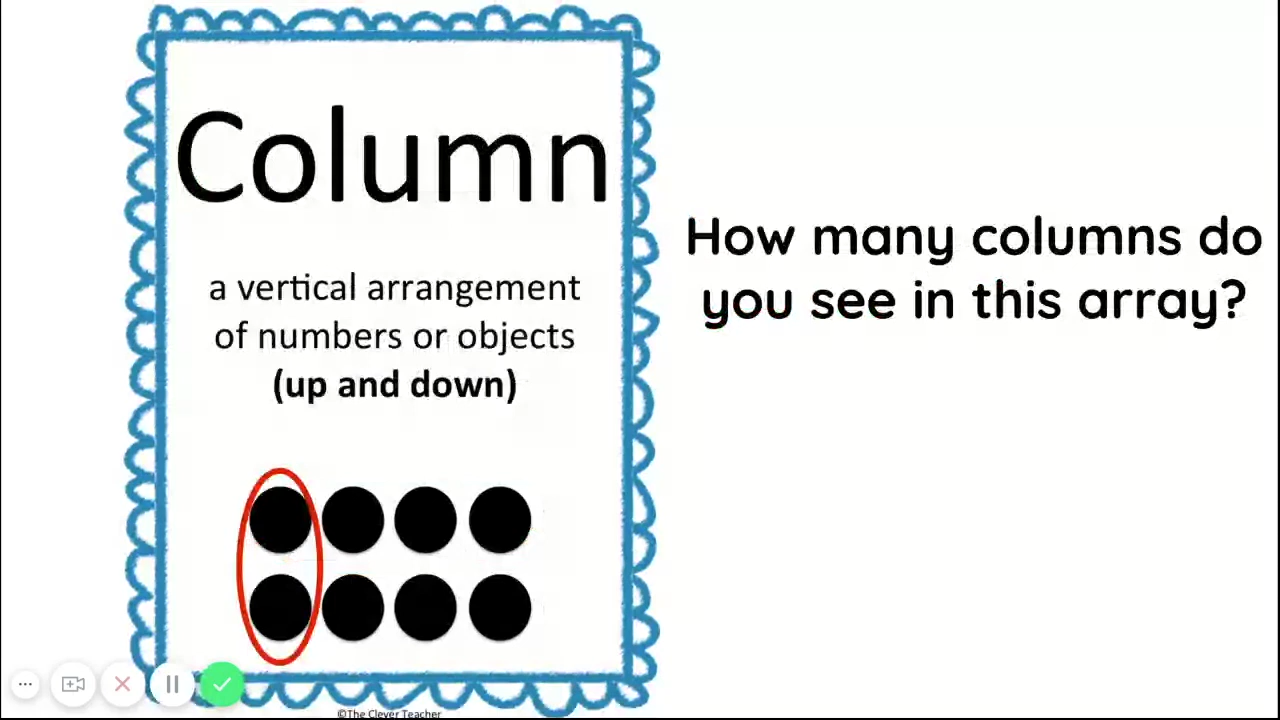 Column
a vertical arrangement
of numbers or objects
(up and down)
©The Clever Teacher
How many columns do
you see in this array?